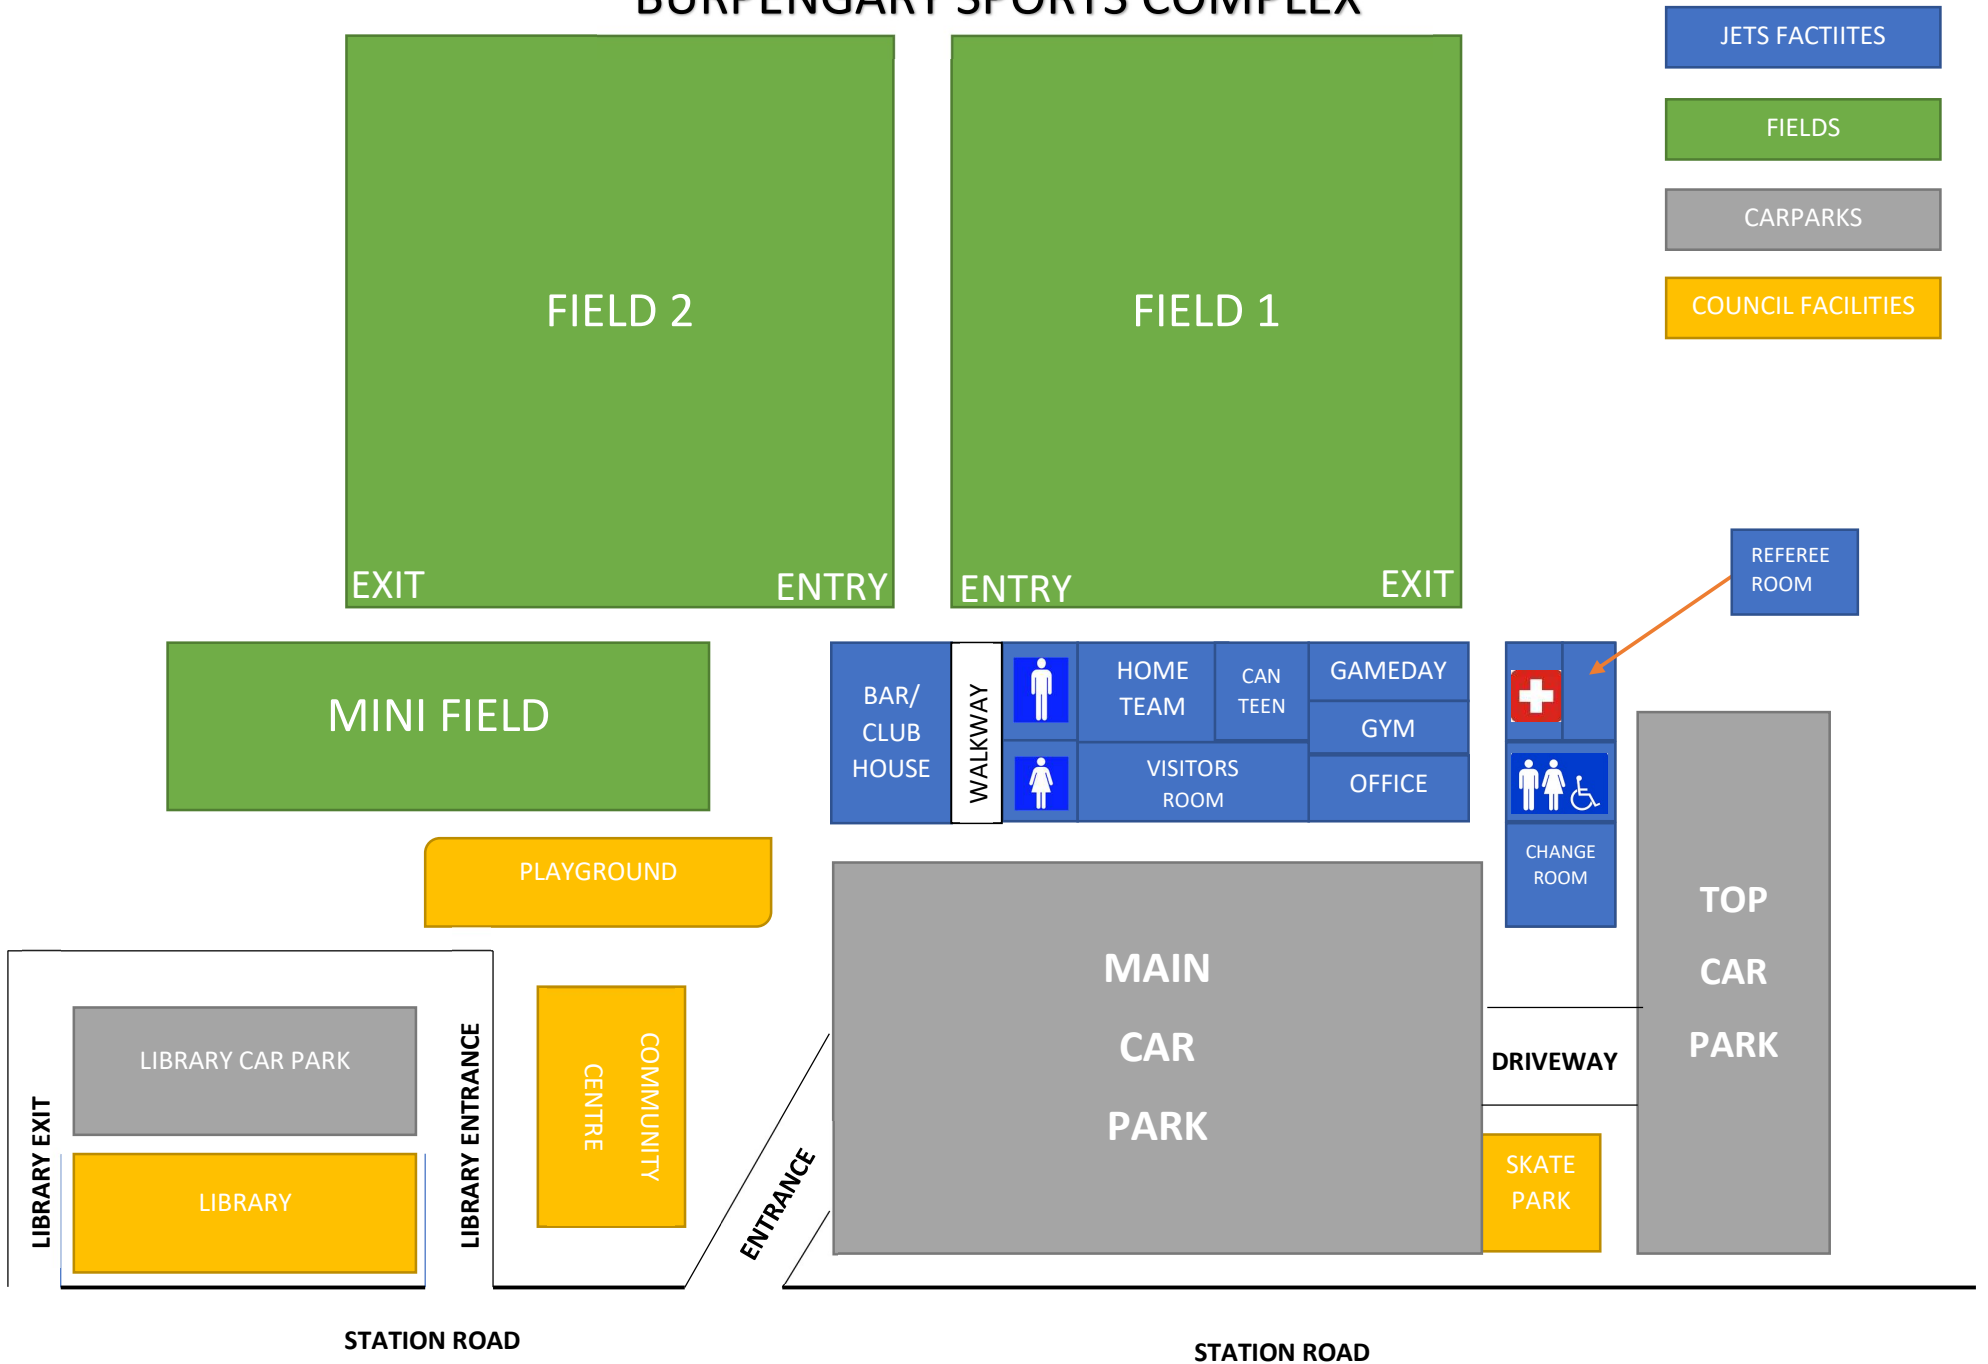 BURPENGARY SPORTS COMPLEX
JETS FACTIITES
FIELDS
CARPARKS
COUNCIL FACILITIES
FIELD 2
FIELD 1
EXIT
ENTRY
ENTRY
EXIT
REFEREE
ROOM
MINI FIELD
BAR/
CLUB
HOUSE
WALKWAY
HOME
TEAM
CAN
TEEN
GAMEDAY
GYM
VISITORS
ROOM
OFFICE
CHANGE
ROOM
PLAYGROUND
MAIN
CAR
PARK
TOP
CAR
PARK
DRIVEWAY
SKATE
PARK
LIBRARY EXIT
LIBRARY CAR PARK
LIBRARY
LIBRARY ENTRANCE
COMMUNITY
CENTRE
ENTRANCE
STATION ROAD
STATION ROAD